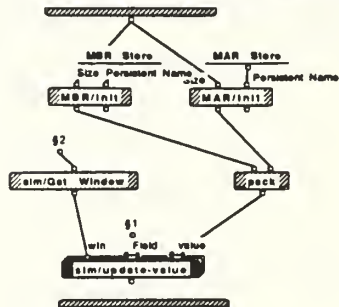 MBR Store MAR Store
Size Persistent Name Size Persistent Name
MBR/Init MAR/Init
§2
sim/Get Window pack
§1
win Field value
sim/update-value